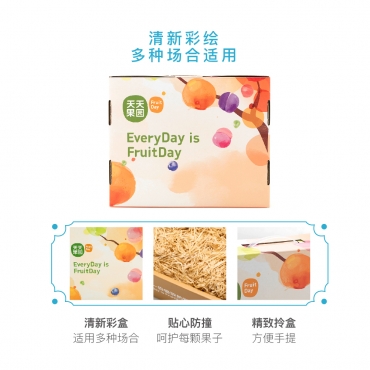 清新彩绘
多种场合适用
天天
果园
Fruit
Day
EveryDay is
FruitDay
天天
果园
EveryDay is
FruitDay
Fruit
Day
清新彩盒
贴心防撞
精致拎盒
适用多种场合
呵护每颗果子
方便手提